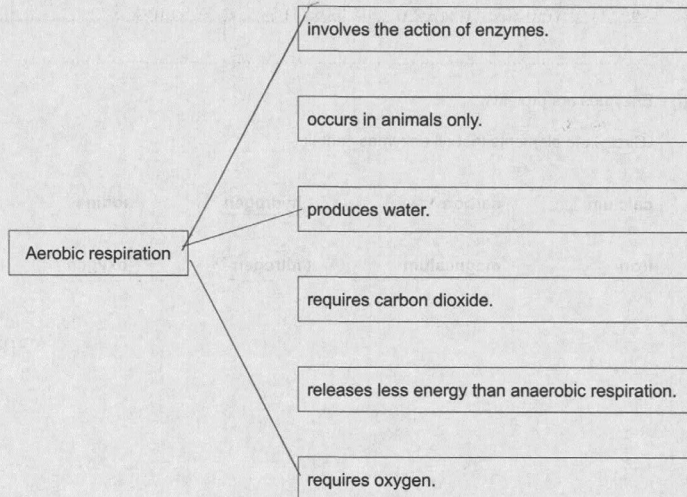 involves the action of enzymes.
occurs in animals only.
produces water.
Aerobic respiration
requires carbon dioxide.
releases less energy than anaerobic respiration.
requires oxygen.